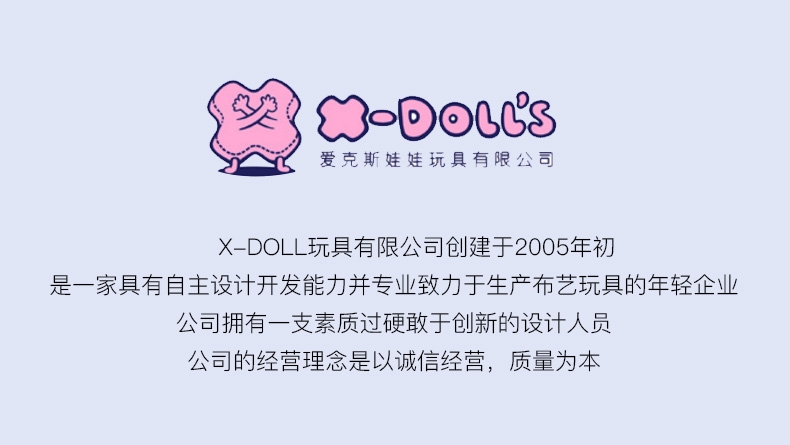 X-DOLL'S
爱克斯娃娃玩具有限公司
X-DOLL玩具有限公司创建于2005年初
是一家具有自主设计开发能力并专业致力于生产布艺玩具的年轻企业
公司拥有一支素质过硬敢于创新的设计人员
公司的经营理念是以诚信经营，质量为本